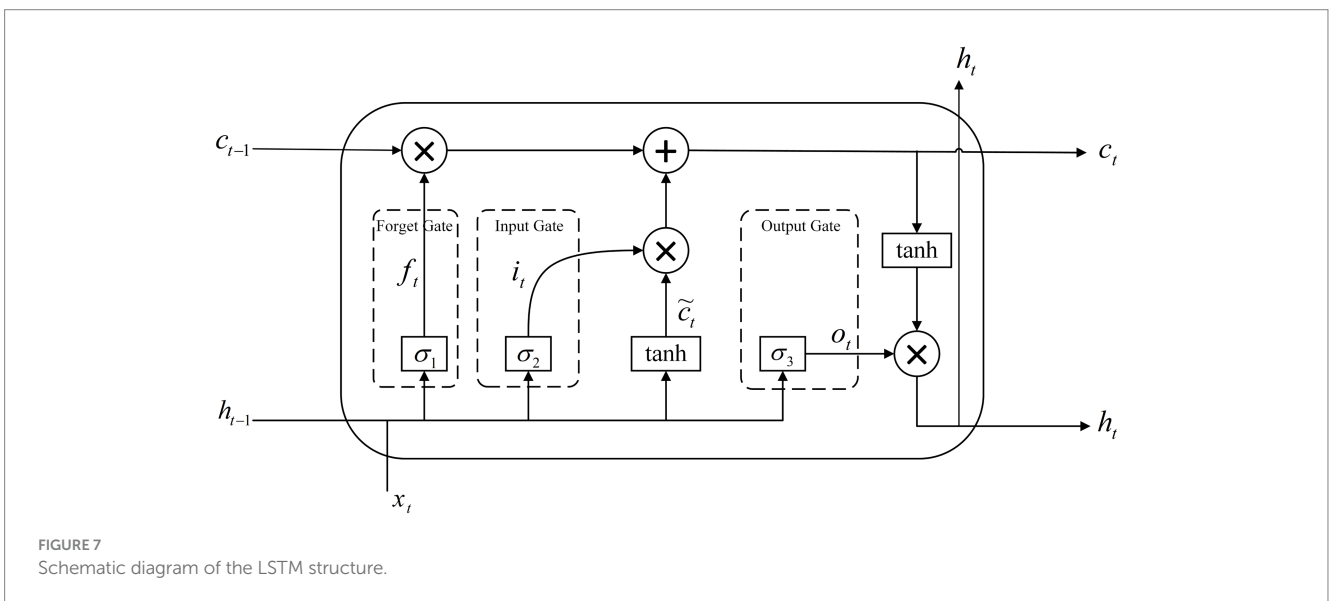 h_t
c_{t-1}
×
+
c_t
Forget Gate
Input Gate
Output Gate
tanh
×
f_t
i_t
c̃_t
o_t
σ_1
σ_2
tanh
σ_3
×
h_{t-1}
h_t
x_t
FIGURE 7
Schematic diagram of the LSTM structure.